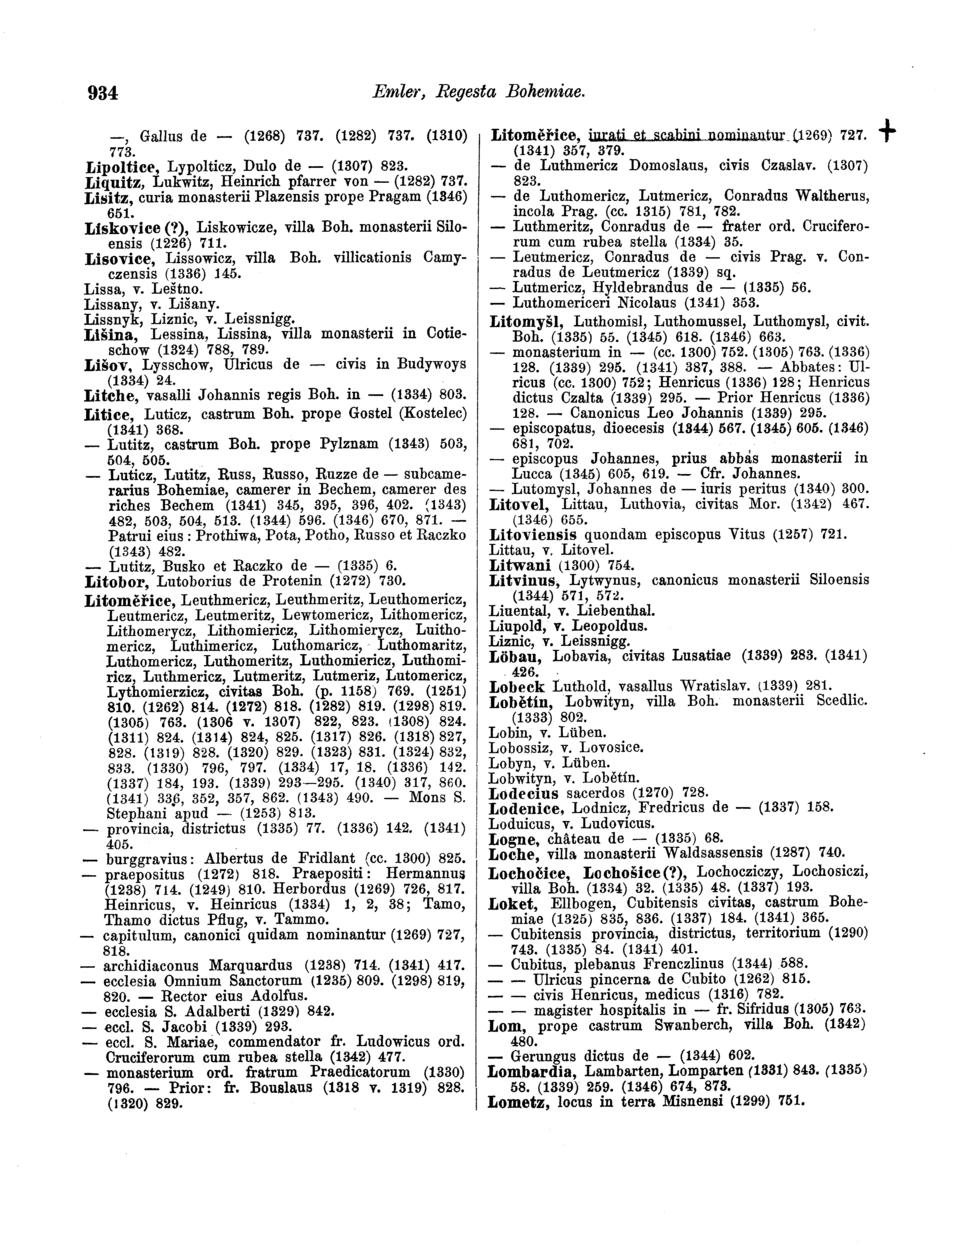 934
Emler, Regesta Bohemiae.
—, Gallus de — (1268) 737. (1282) 737. (1310)
773.
Lipoltice, Lypolticz, Dulo de — (1307) 823.
Liquitz, Lukwitz, Heinrich pfarrer von — (1282) 737.
Lisitz, curia monasterii Plazensis prope Pragam (1346)
651.
Liskovice (?), Liskowicze, villa Boh. monasterii Silo-
ensis (1226) 711.
Lisovice, Lissowicz, villa Boh. villicationis Camy-
czensis (1336) 145.
Lissa, v. Leštno.
Lissany, v. Lišany.
Lissnyk, Liznic, v. Leissnigg.
Lišina, Lessina, Lissina, villa monasterii in Cotie-
schow (1324) 788, 789.
Lišov, Lysschow, Ulricus de — civis in Budywoys
(1334) 24.
Litche, vasalli Johannis regis Boh. in — (1334) 803.
Litice, Luticz, castrum Boh. prope Gostel (Kostelec)
(1341) 368.
— Lutitz, castrum Boh. prope Pylznam (1343) 503,
504, 505.
— Luticz, Lutitz, Russ, Russo, Ruzze de — subcame-
rarius Bohemiae, camerer in Bechem, camerer des
riches Bechem (1341) 345, 395, 396, 402. (1343)
482, 503, 504, 513. (1344) 596. (1346) 670, 871. —
Patrui eius : Prothiwa, Pota, Potho, Russo et Raczko
(1343) 482.
— Lutitz, Busko et Raczko de — (1335) 6.
Litobor, Lutoborius de Protenin (1272) 730.
Litoměřice, Leuthmericz, Leuthmeritz, Leuthomericz,
Leutmericz, Leutmeritz, Lewtomericz, Lithomericz,
Lithomerycz, Lithomiericz, Lithomierycz, Luitho-
mericz, Luthimericz, Luthomaricz, Luthomaritz,
Luthomericz, Luthomeritz, Luthomiericz, Luthomi-
ricz, Luthmericz, Lutmeritz, Lutmeriz, Lutomericz,
Lythomierzicz, civitas Boh. (p. 1158) 769. (1251)
810. (1262) 814. (1272) 818. (1282) 819. (1298) 819.
(1305) 763. (1306 v. 1307) 822, 823. (1308) 824.
(1311) 824. (1314) 824, 825. (1317) 826. (1318) 827,
828. (1319) 828. (1320) 829. (1323) 831. (1324) 832,
833. (1330) 796, 797. (1334) 17, 18. (1336) 142.
(1337) 184, 193. (1339) 293—295. (1340) 317, 860.
(1341) 336, 352, 357, 862. (1343) 490. — Mons S.
Stephani apud — (1253) 813.
— provincia, districtus (1335) 77. (1336) 142. (1341)
405.
— burggravius: Albertus de Fridlant (cc. 1300) 825.
— praepositus (1272) 818. Praepositi: Hermannus
(1238) 714. (1249) 810. Herbordus (1269) 726, 817.
Heinricus, v. Heinricus (1334) 1, 2, 38; Tamo,
Thamo dictus Pflug, v. Tammo.
— capitulum, canonici quidam nominantur (1269) 727,
818.
— archidiaconus Marquardus (1238) 714. (1341) 417.
— ecclesia Omnium Sanctorum (1235) 809. (1298) 819,
820. — Rector eius Adolfus.
— ecclesia S. Adalberti (1329) 842.
— eccl. S. Jacobi (1339) 293.
— eccl. S. Mariae, commendator fr. Ludowicus ord.
Cruciferorum cum rubea stella (1342) 477.
— monasterium ord. fratrum Praedicatorum (1330)
796. — Prior: fr. Bouslaus (1318 v. 1319) 828.
(1320) 829.
Litoměřice, iurati et scabini nominantur (1269) 727. +
(1341) 357, 379.
— de Luthmericz Domoslaus, civis Czaslav. (1307)
823.
— de Luthomericz, Lutmericz, Conradus Waltherus,
incola Prag. (cc. 1315) 781, 782.
— Luthmeritz, Conradus de — frater ord. Crucifero-
rum cum rubea stella (1334) 35.
— Leutmericz, Conradus de — civis Prag. v. Con-
radus de Leutmericz (1339) sq.
— Lutmericz, Hyldebrandus de — (1335) 56.
— Luthomericeri Nicolaus (1341) 353.
Litomyšl, Luthomisl, Luthomussel, Luthomysl, civit.
Boh. (1335) 55. (1345) 618. (1346) 663.
— monasterium in — (cc. 1300) 752. (1305) 763. (1336)
128. (1339) 295. (1341) 387, 388. — Abbates: Ul-
ricus (cc. 1300) 752; Henricus (1336) 128; Henricus
dictus Czalta (1339) 295. — Prior Henricus (1336)
128. — Canonicus Leo Johannis (1339) 295.
— episcopatus, dioecesis (1344) 567. (1345) 605. (1346)
681, 702.
— episcopus Johannes, prius abbas monasterii in
Lucca (1345) 605, 619. — Cfr. Johannes.
— Lutomysl, Johannes de — iuris peritus (1340) 300.
Litovel, Littau, Luthovia, civitas Mor. (1342) 467.
(1346) 655.
Litoviensis quondam episcopus Vitus (1257) 721.
Littau, v. Litovel.
Litwani (1300) 754.
Litvinus, Lytwynus, canonicus monasterii Siloensis
(1344) 571, 572.
Liuental, v. Liebenthal.
Liupold, v. Leopoldus.
Liznic, v. Leissnigg.
Löbau, Lobavia, civitas Lusatiae (1339) 283. (1341)
426.
Lobeck Luthold, vasallus Wratislav. (1339) 281.
Lobětín, Lobwityn, villa Boh. monasterii Scedlic.
(1333) 802.
Lobin, v. Lüben.
Lobossiz, v. Lovosice.
Lobyn, v. Lüben.
Lobwityn, v. Lobětín.
Lodecius sacerdos (1270) 728.
Lodenice, Lodnicz, Fredricus de — (1337) 158.
Loduicus, v. Ludovicus.
Logne, château de — (1335) 68.
Loche, villa monasterii Waldsassensis (1287) 740.
Lochočice, Lochošice (?), Lochocziczy, Lochosiczi,
villa Boh. (1334) 32. (1335) 48. (1337) 193.
Loket, Ellbogen, Cubitensis civitas, castrum Bohe-
miae (1325) 835, 836. (1337) 184. (1341) 365.
— Cubitensis provincia, districtus, territorium (1290)
743. (1335) 84. (1341) 401.
— Cubitus, plebanus Frenczlinus (1344) 588.
— — Ulricus pincerna de Cubito (1262) 815.
— — civis Henricus, medicus (1316) 782.
— — magister hospitalis in — fr. Sifridus (1305) 763.
Lom, prope castrum Swanberch, villa Boh. (1342)
480.
— Gerungus dictus de — (1344) 602.
Lombardia, Lambarten, Lomparten (1331) 843. (1335)
58. (1339) 259. (1346) 674, 873.
Lometz, locus in terra Misnensi (1299) 751.